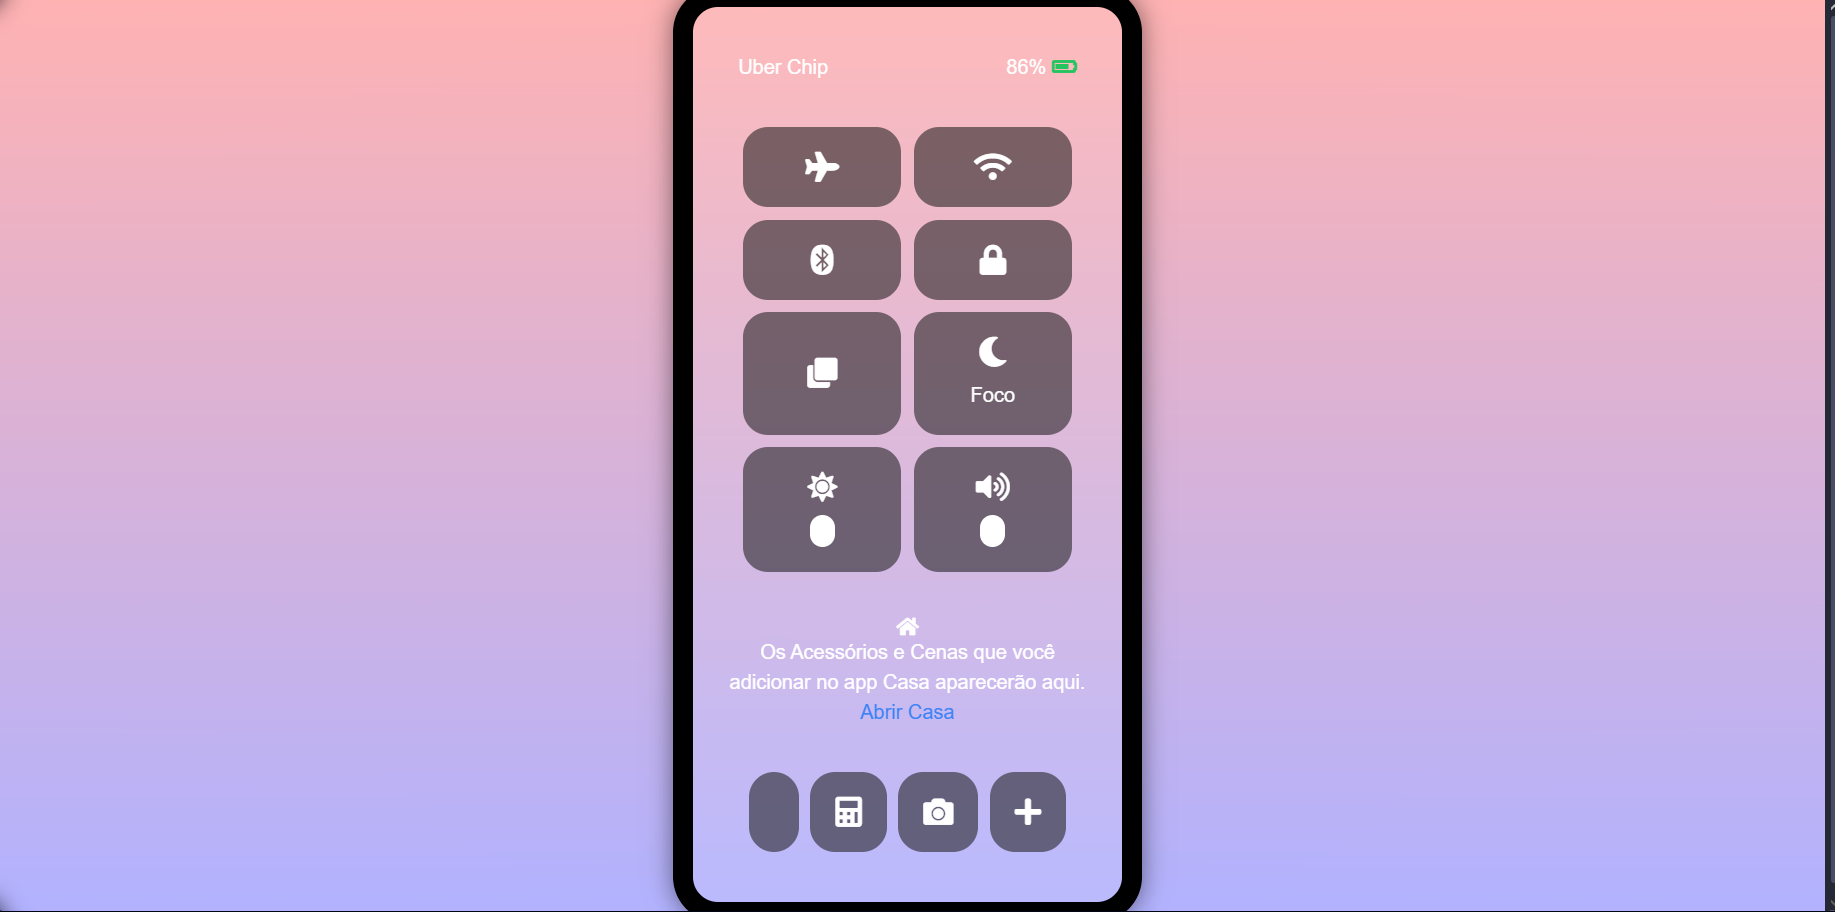 Uber Chip
86%
Foco
Os Acessórios e Cenas que você
adicionar no app Casa aparecerão aqui.
Abrir Casa